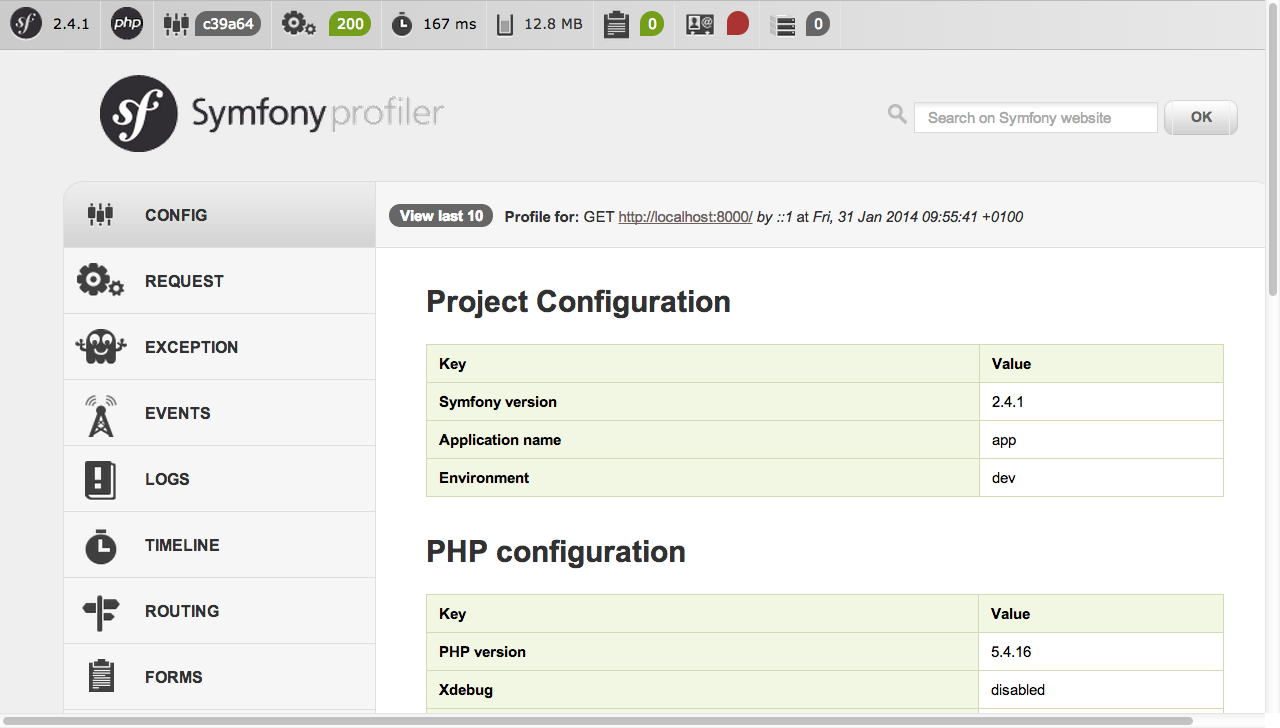 sf 2.4.1 php c39a64 200 167 ms 12.8 MB 0 0
sf Symfony profiler
Search on Symfony website OK
CONFIG
REQUEST
EXCEPTION
EVENTS
LOGS
TIMELINE
ROUTING
FORMS
View last 10 Profile for: GET http://localhost:8000/ by ::1 at Fri, 31 Jan 2014 09:55:41 +0100
Project Configuration
Key Value
Symfony version 2.4.1
Application name app
Environment dev
PHP configuration
Key Value
PHP version 5.4.16
Xdebug disabled